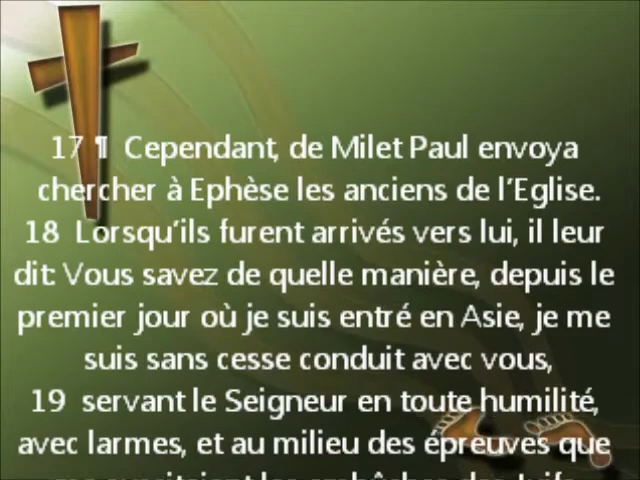 17 ¶ Cependant, de Milet Paul envoya
chercher à Ephèse les anciens de l'Eglise.
18 Lorsqu'ils furent arrivés vers lui, il leur
dit: Vous savez de quelle manière, depuis le
premier jour où je suis entré en Asie, je me
suis sans cesse conduit avec vous,
19 servant le Seigneur en toute humilité,
avec larmes, et au milieu des épreuves que